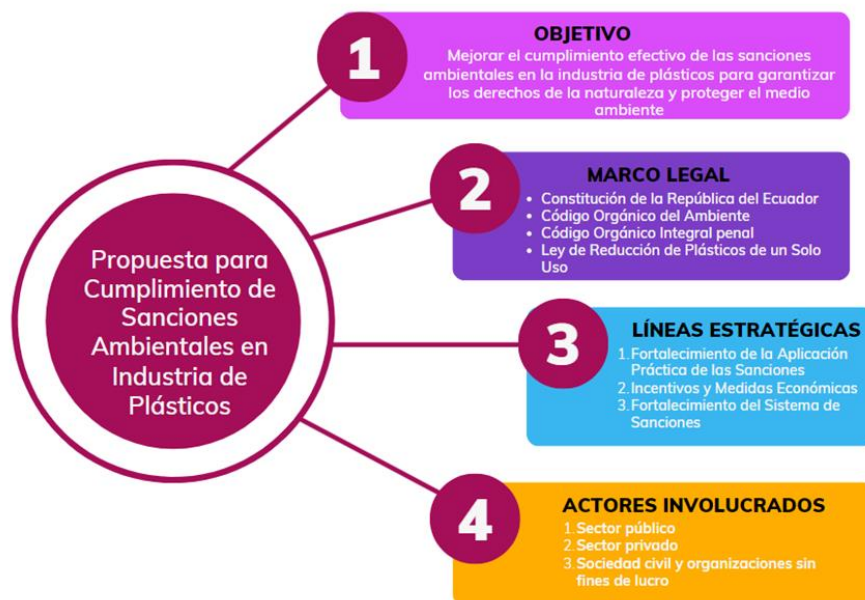 Propuesta para
Cumplimiento de
Sanciones
Ambientales en
Industria de
Plásticos
1
OBJETIVO
Mejorar el cumplimiento efectivo de las sanciones
ambientales en la industria de plásticos para garantizar
los derechos de la naturaleza y proteger el medio
ambiente
2
MARCO LEGAL
• Constitución de la República del Ecuador
• Código Orgánico del Ambiente
• Código Orgánico Integral penal
• Ley de Reducción de Plásticos de un Solo
Uso
3
LÍNEAS ESTRATÉGICAS
1. Fortalecimiento de la Aplicación
Práctica de las Sanciones
2. Incentivos y Medidas Económicas
3. Fortalecimiento del Sistema de
Sanciones
4
ACTORES INVOLUCRADOS
1. Sector público
2. Sector privado
3. Sociedad civil y organizaciones sin
fines de lucro